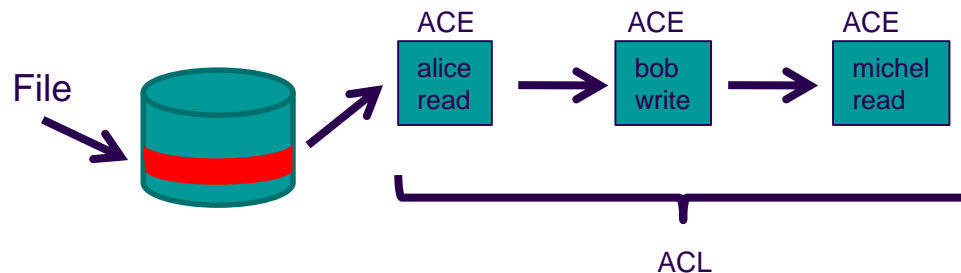 ACE
ACE
ACE
File
alice
read
bob
write
michel
read
ACL